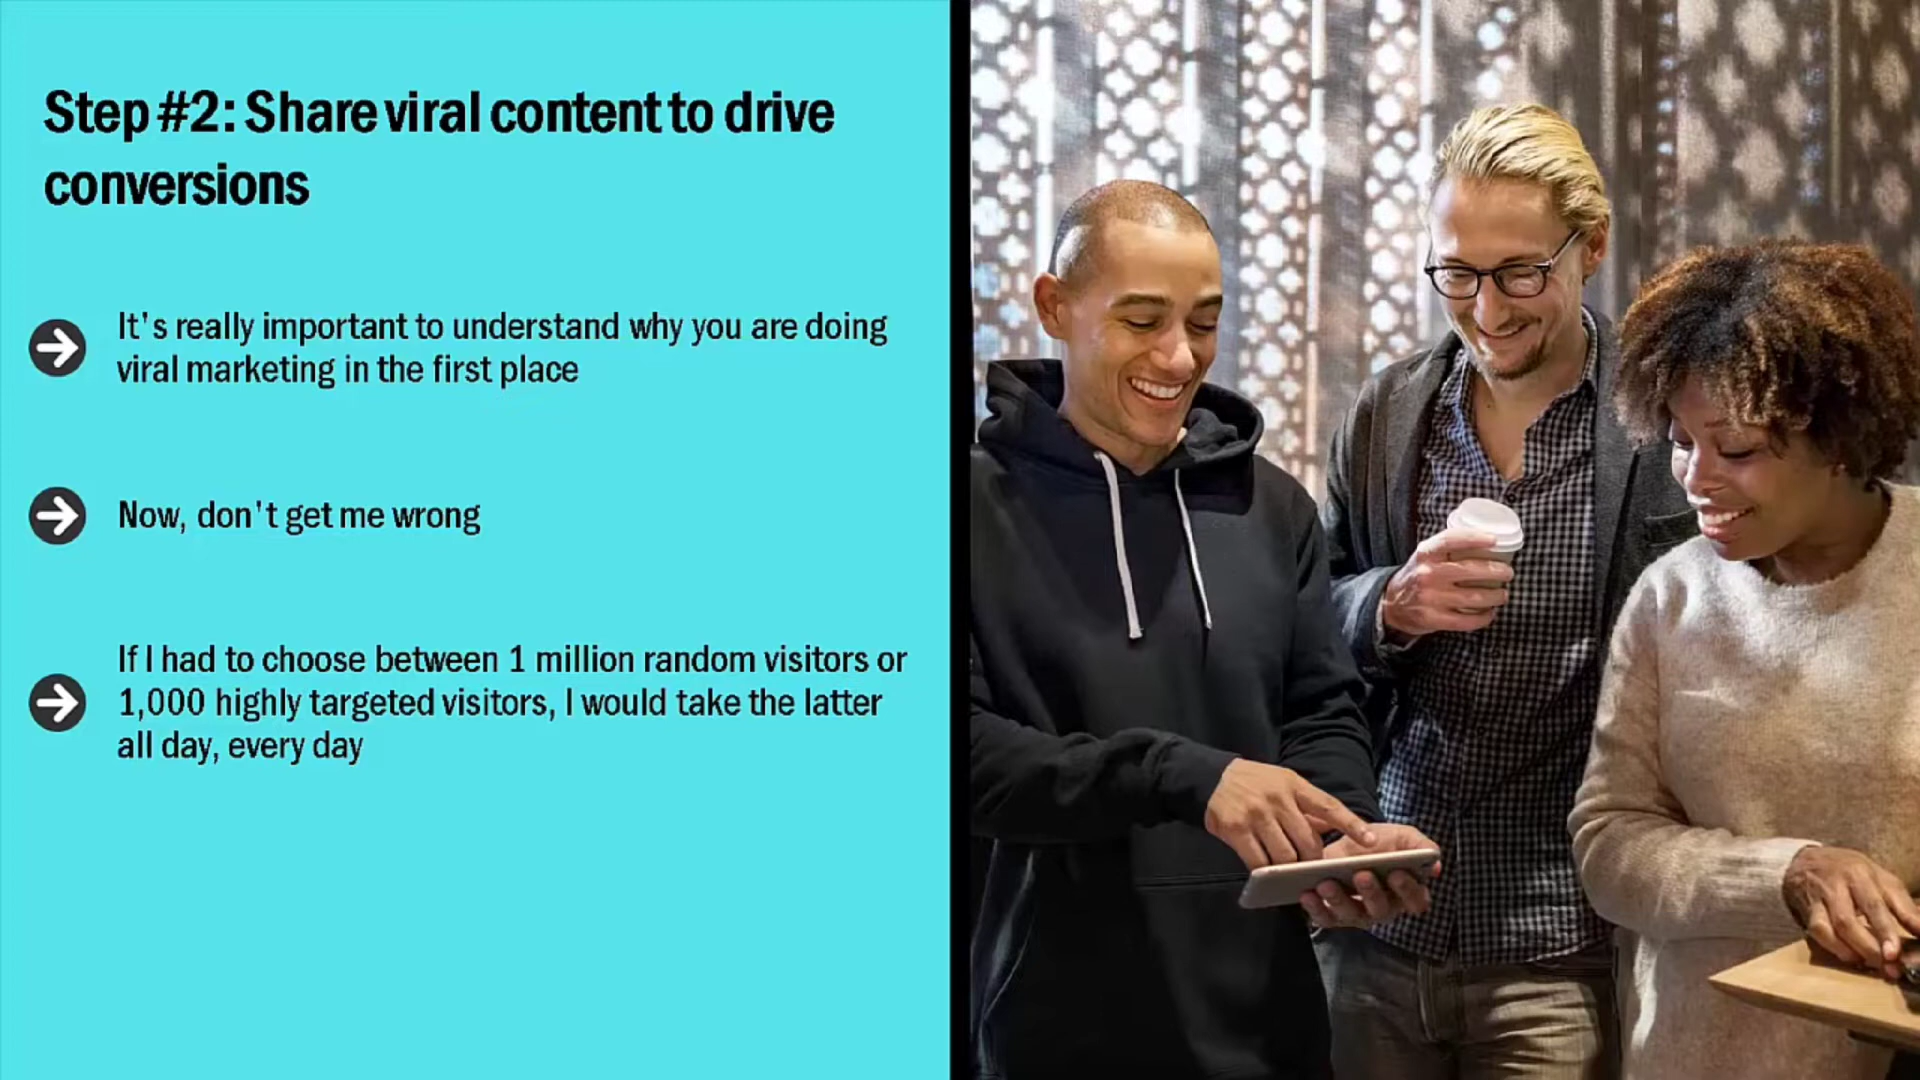 Step #2: Share viral content to drive
conversions
It's really important to understand why you are doing
viral marketing in the first place
Now, don't get me wrong
If I had to choose between 1 million random visitors or
1,000 highly targeted visitors, I would take the latter
all day, every day